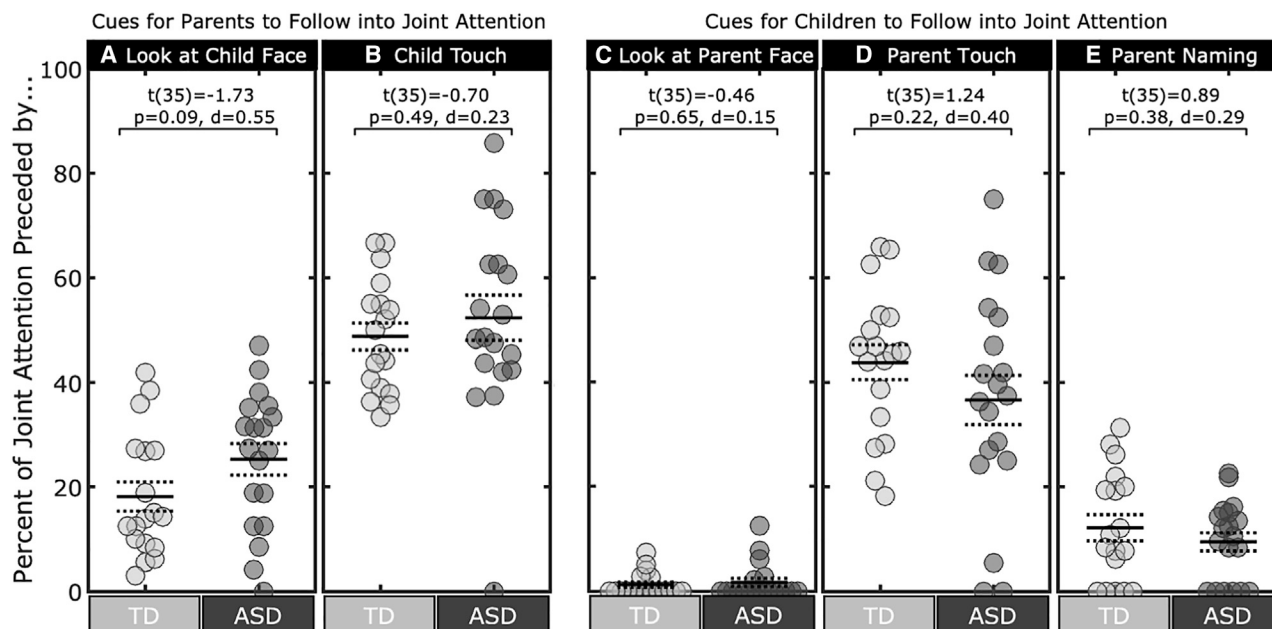 Cues for Parents to Follow into Joint Attention
Cues for Children to Follow into Joint Attention
A Look at Child Face
B Child Touch
C Look at Parent Face
D Parent Touch
E Parent Naming
Percent of Joint Attention Preceded by...
100
80
60
40
20
0
t(35)=-1.73
p=0.09, d=0.55
t(35)=-0.70
p=0.49, d=0.23
t(35)=-0.46
p=0.65, d=0.15
t(35)=1.24
p=0.22, d=0.40
t(35)=0.89
p=0.38, d=0.29
TD
ASD
TD
ASD
TD
ASD
TD
ASD
TD
ASD